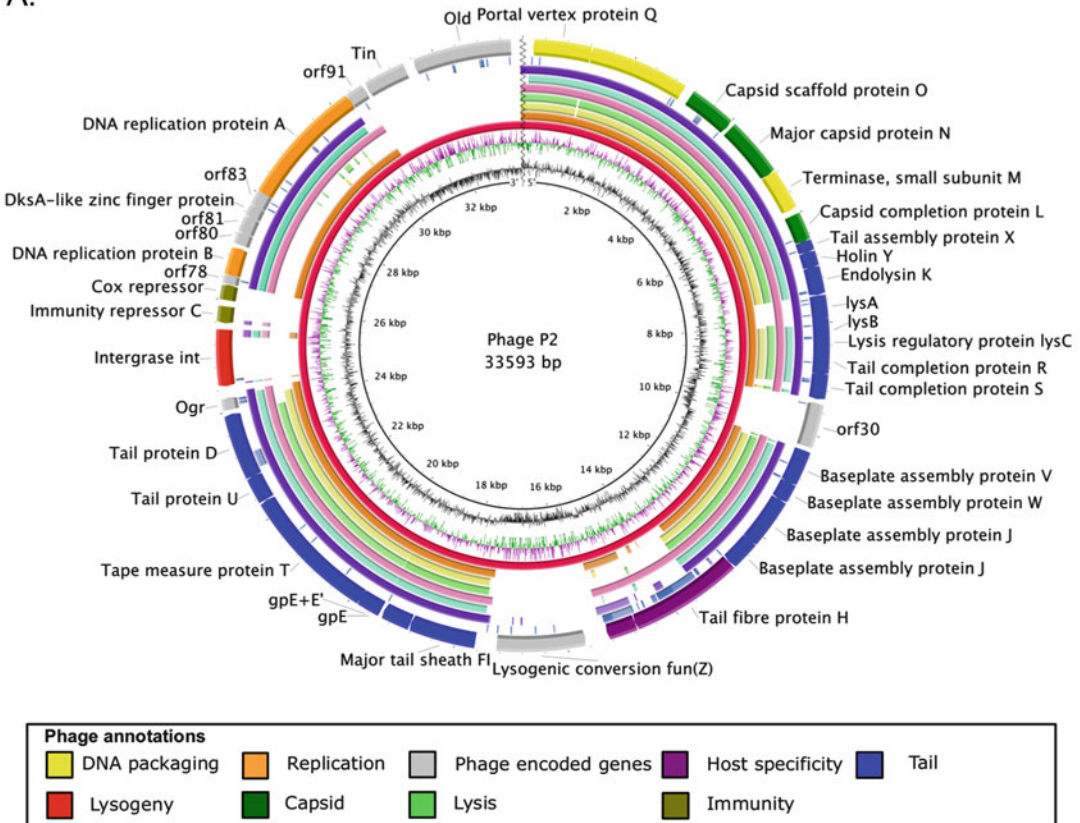 A.
Old
Portal vertex protein Q
Tin
orf91
Capsid scaffold protein O
DNA replication protein A
Major capsid protein N
orf83
Terminase, small subunit M
DksA-like zinc finger protein
Capsid completion protein L
orf81
orf80
Tail assembly protein X
DNA replication protein B
Holin Y
orf78
Endolysin K
Cox repressor
lysA
Immunity repressor C
lysB
Lysis regulatory protein lysC
Intergrase int
Tail completion protein R
Tail completion protein S
Ogr
orf30
Tail protein D
Baseplate assembly protein V
Tail protein U
Baseplate assembly protein W
Baseplate assembly protein J
Tape measure protein T
Baseplate assembly protein J
gpE+E'
gpE
Tail fibre protein H
Major tail sheath FI
Lysogenic conversion fun(Z)
3' 5'
2 kbp
4 kbp
6 kbp
8 kbp
10 kbp
12 kbp
14 kbp
16 kbp
18 kbp
20 kbp
22 kbp
24 kbp
26 kbp
28 kbp
30 kbp
32 kbp
Phage P2
33593 bp
Phage annotations
DNA packaging
Replication
Phage encoded genes
Host specificity
Tail
Lysogeny
Capsid
Lysis
Immunity